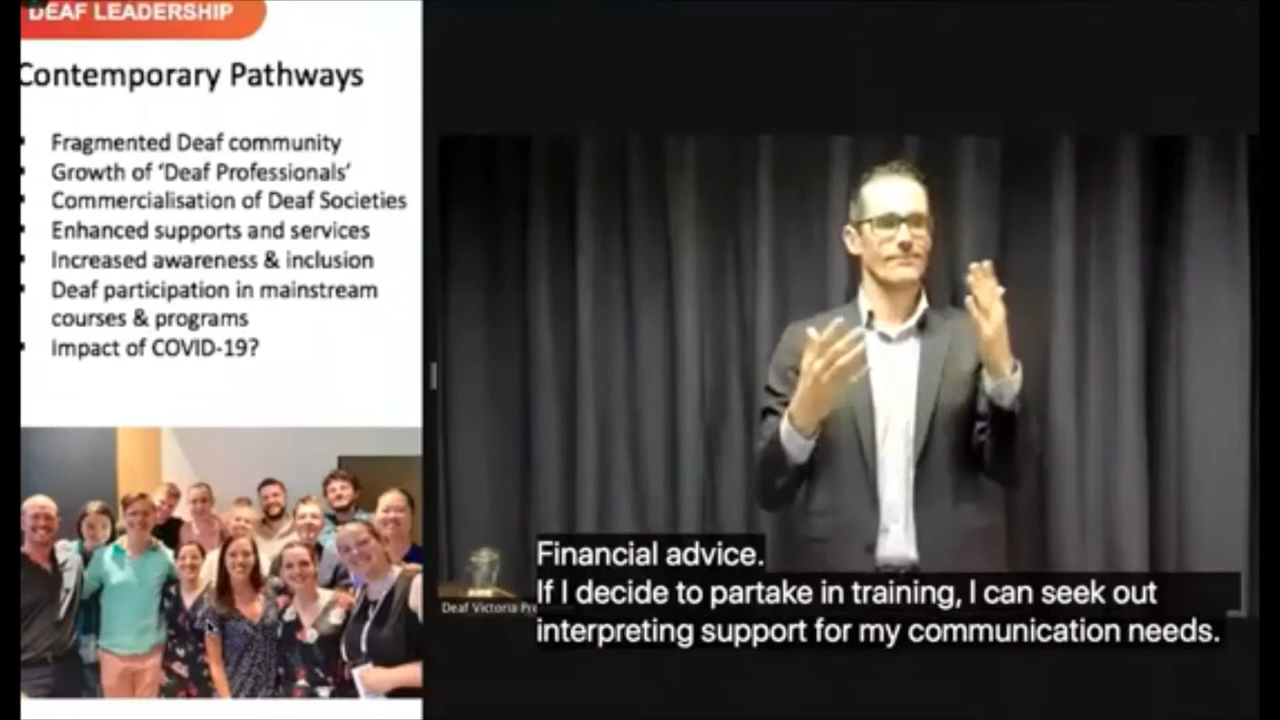 DEAF LEADERSHIP
Contemporary Pathways
Fragmented Deaf community
Growth of ‘Deaf Professionals’
Commercialisation of Deaf Societies
Enhanced supports and services
Increased awareness & inclusion
Deaf participation in mainstream
courses & programs
Impact of COVID-19?
Financial advice.
If I decide to partake in training, I can seek out
interpreting support for my communication needs.
Deaf Victoria